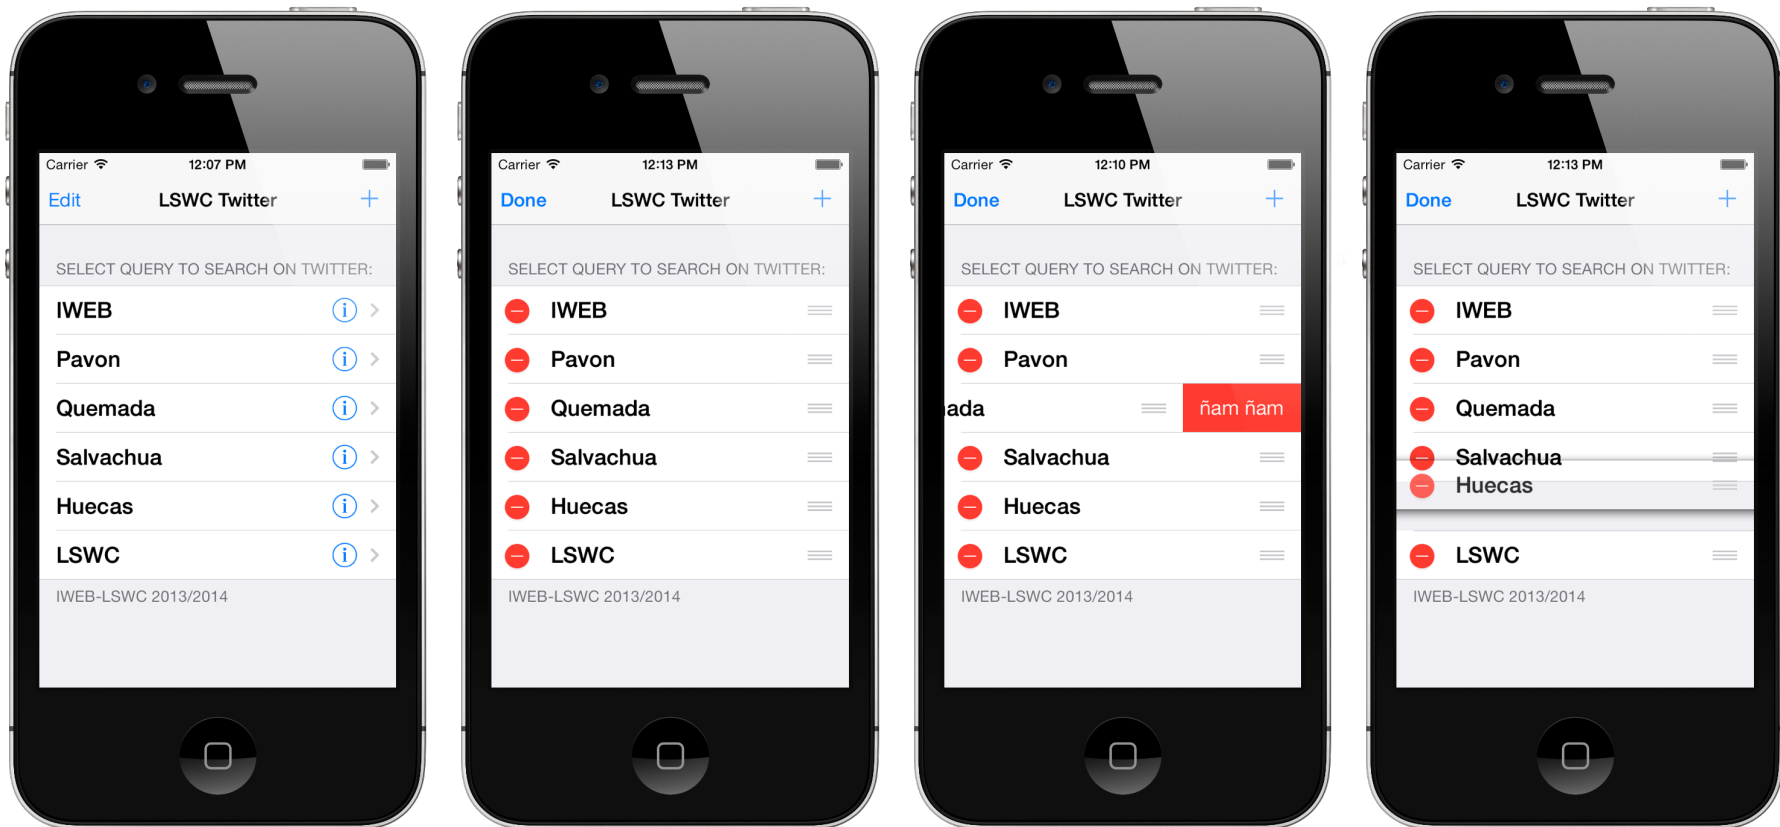 Carrier 12:07 PM
Edit LSWC Twitter +
SELECT QUERY TO SEARCH ON TWITTER:
IWEB
Pavon
Quemada
Salvachua
Huecas
LSWC
IWEB-LSWC 2013/2014
Carrier 12:13 PM
Done LSWC Twitter +
SELECT QUERY TO SEARCH ON TWITTER:
IWEB
Pavon
Quemada
Salvachua
Huecas
LSWC
IWEB-LSWC 2013/2014
Carrier 12:10 PM
Done LSWC Twitter +
SELECT QUERY TO SEARCH ON TWITTER:
IWEB
Pavon
ada ñam ñam
Salvachua
Huecas
LSWC
IWEB-LSWC 2013/2014
Carrier 12:13 PM
Done LSWC Twitter +
SELECT QUERY TO SEARCH ON TWITTER:
IWEB
Pavon
Quemada
Salvachua
Huecas
LSWC
IWEB-LSWC 2013/2014